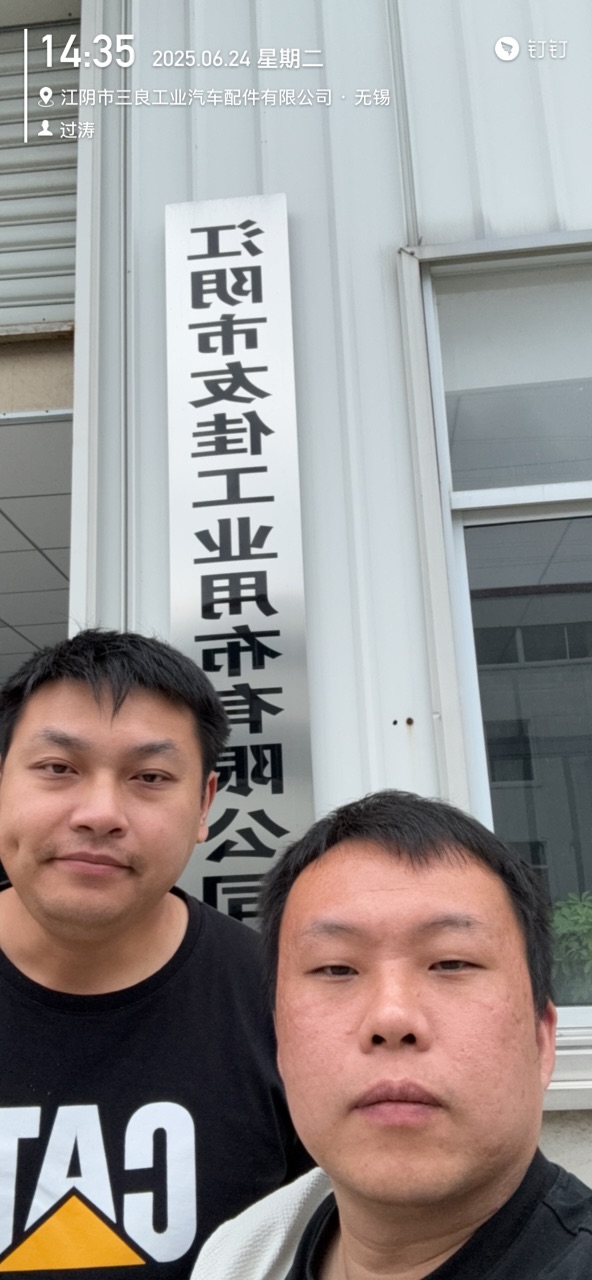 14:35 2025.06.24 星期二
钉钉
江阴市三良工业汽车配件有限公司 · 无锡
过涛
江阴市友佳工业用布有限公司
CAT